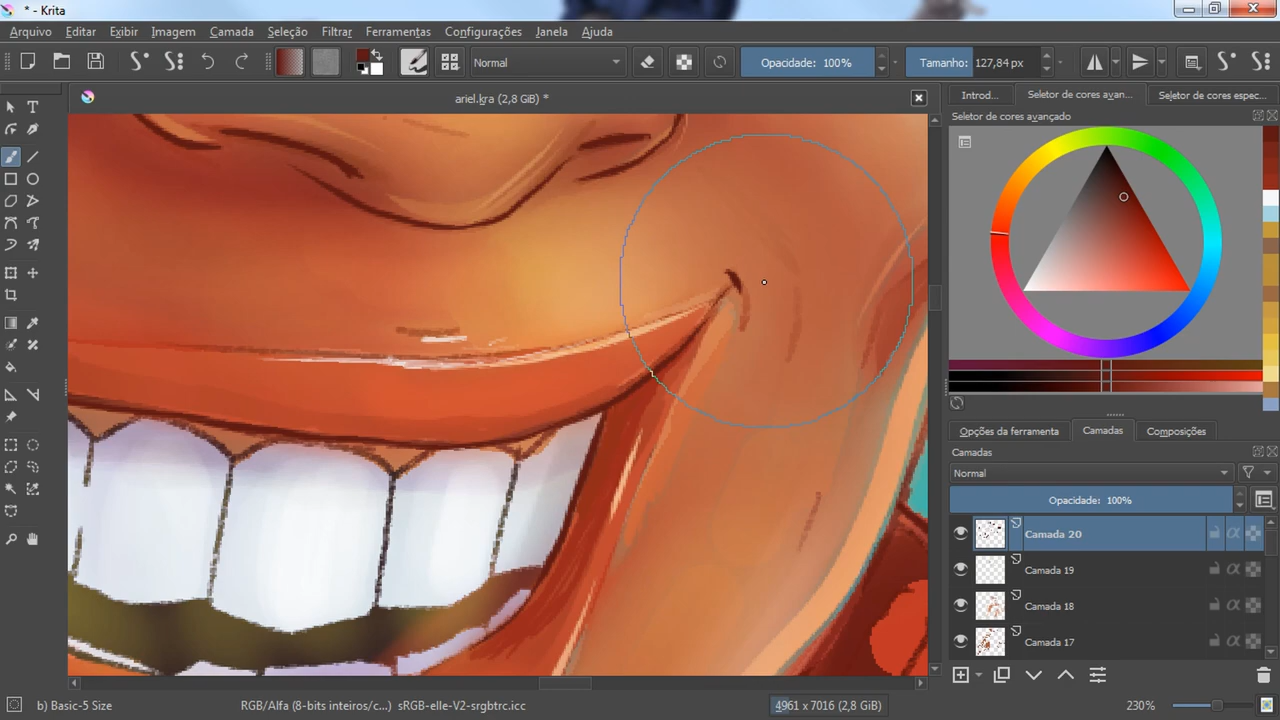 * - Krita
Arquivo Editar Exibir Imagem Camada Seleção Filtrar Ferramentas Configurações Janela Ajuda
Normal Opacidade: 100% Tamanho: 127,84 px
ariel.kra (2,8 GiB) *
Introd... Seletor de cores avan... Seletor de cores espec...
Seletor de cores avançado
Opções da ferramenta Camadas Composições
Camadas
Normal
Opacidade: 100%
Camada 20
Camada 19
Camada 18
Camada 17
b) Basic-5 Size RGB/Alfa (8-bits inteiros/c...) sRGB-elle-V2-srgbtrc.icc 4961 x 7016 (2,8 GiB) 230%